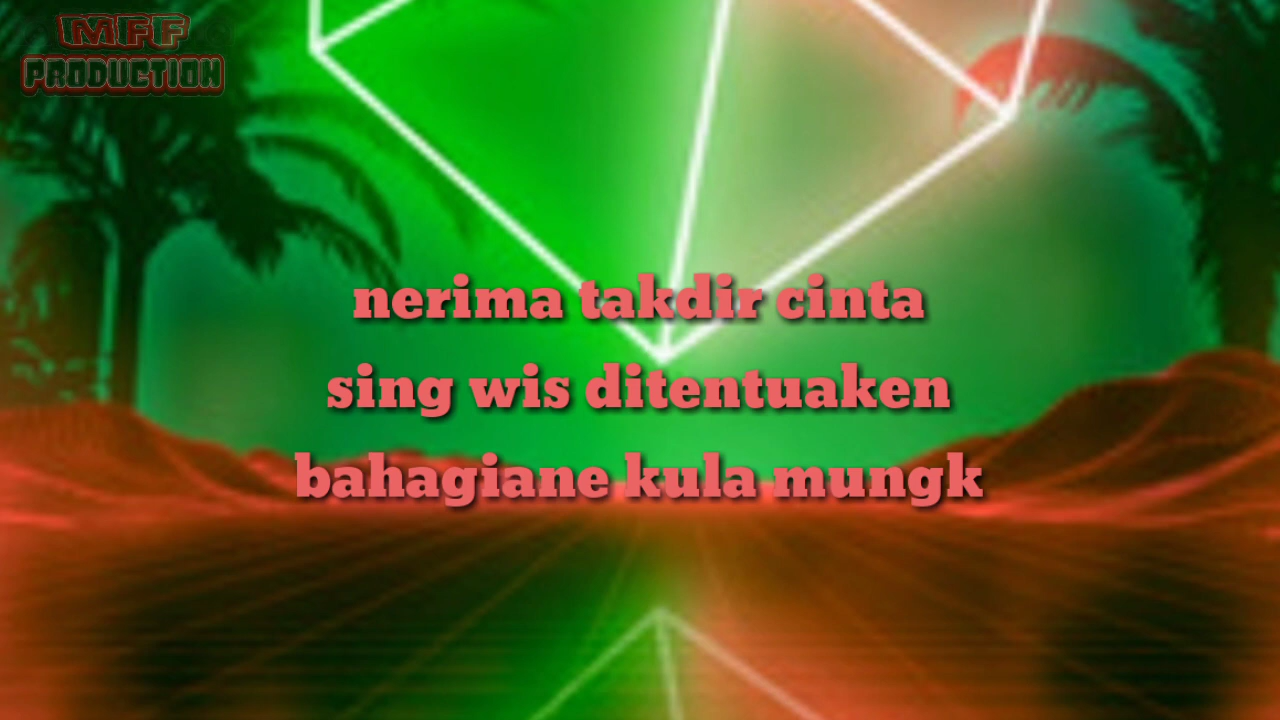 MFF
PRODUCTION
nerima takdir cinta
sing wis ditentuaken
bahagiane kula mungk